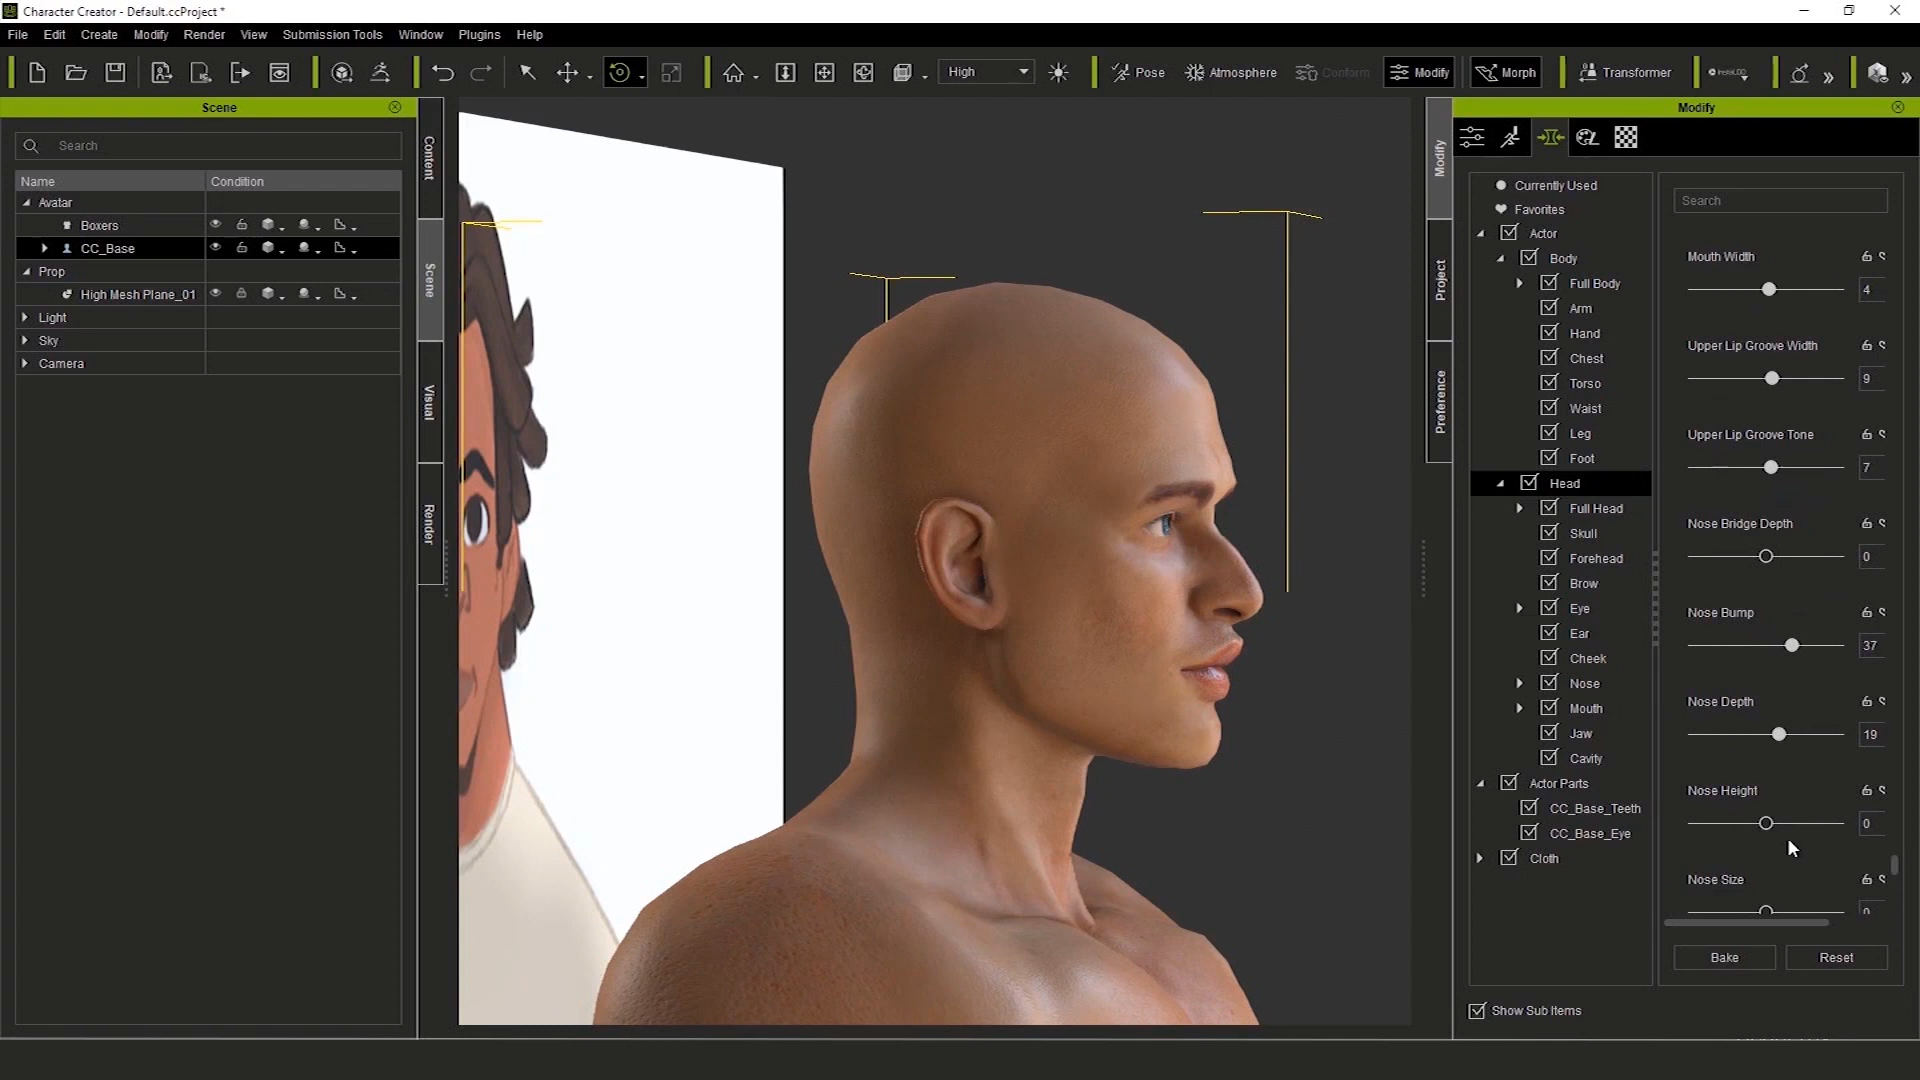 Character Creator - Default.ccProject *
File Edit Create Modify Render View Submission Tools Window Plugins Help
High Pose Atmosphere Conform Modify Morph Transformer
Scene
Search
Name Condition
Avatar
Boxers
CC_Base
Prop
High Mesh Plane_01
Light
Sky
Camera
Content
Scene
Visual
Render
Modify
Project
Preference
Modify
Currently Used
Favorites
Actor
Body
Full Body
Arm
Hand
Chest
Torso
Waist
Leg
Foot
Head
Full Head
Skull
Forehead
Brow
Eye
Ear
Cheek
Nose
Mouth
Jaw
Cavity
Actor Parts
CC_Base_Teeth
CC_Base_Eye
Cloth
Show Sub Items
Search
Mouth Width
4
Upper Lip Groove Width
9
Upper Lip Groove Tone
7
Nose Bridge Depth
0
Nose Bump
37
Nose Depth
19
Nose Height
0
Nose Size
0
Bake Reset